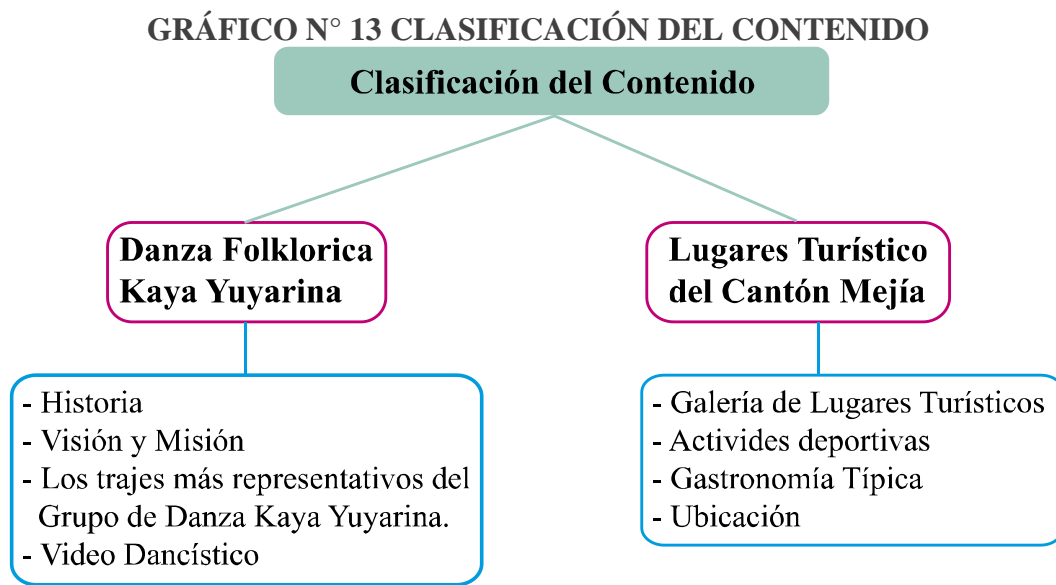 GRÁFICO N° 13 CLASIFICACIÓN DEL CONTENIDO
Clasificación del Contenido
Danza Folklorica
Kaya Yuyarina
- Historia
- Visión y Misión
- Los trajes más representativos del
Grupo de Danza Kaya Yuyarina.
- Video Dancístico
Lugares Turístico
del Cantón Mejía
- Galería de Lugares Turísticos
- Activides deportivas
- Gastronomía Típica
- Ubicación